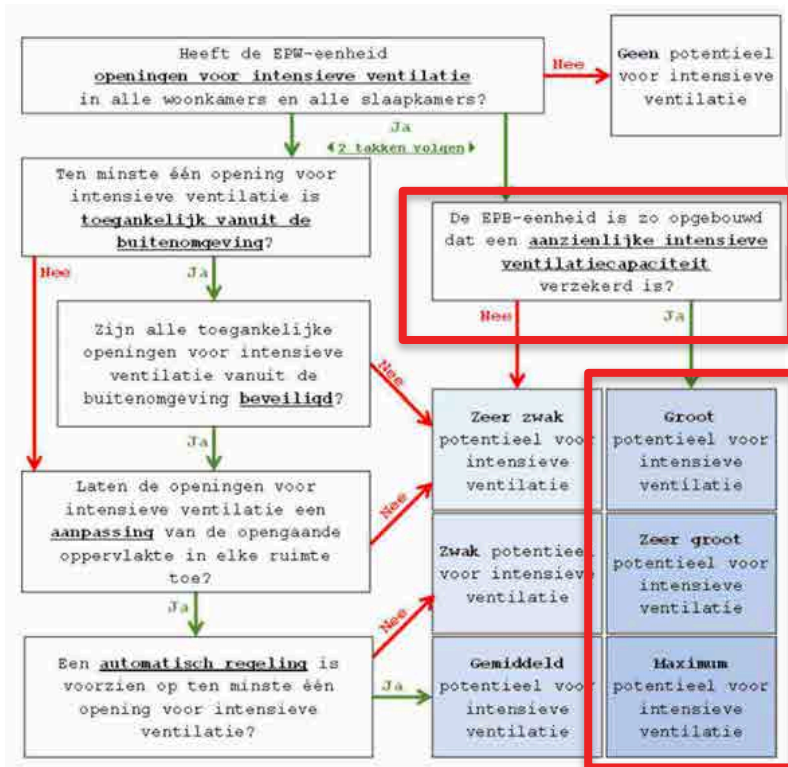 Heeft de EPW-eenheid
openingen voor intensieve ventilatie
in alle woonkamers en alle slaapkamers?
Nee
Geen potentieel
voor intensieve
ventilatie
Ja
2 takken volgen
Ten minste één opening voor
intensieve ventilatie is
toegankelijk vanuit de
buitenomgeving?
De EPB-eenheid is zo opgebouwd
dat een aanzienlijke intensieve
ventilatiecapaciteit
verzekerd is?
Nee
Ja
Nee
Ja
Zijn alle toegankelijke
openingen voor intensieve
ventilatie vanuit de
buitenomgeving beveiligd?
Nee
Ja
Zeer zwak
potentieel voor
intensieve
ventilatie
Groot
potentieel voor
intensieve
ventilatie
Laten de openingen voor
intensieve ventilatie een
aanpassing van de opengaande
oppervlakte in elke ruimte
toe?
Nee
Ja
Zwak potentieel
voor intensieve
ventilatie
Zeer groot
potentieel voor
intensieve
ventilatie
Een automatisch regeling is
voorzien op ten minste één
opening voor intensieve
ventilatie?
Nee
Ja
Gemiddeld
potentieel voor
intensieve
ventilatie
Maximum
potentieel voor
intensieve
ventilatie